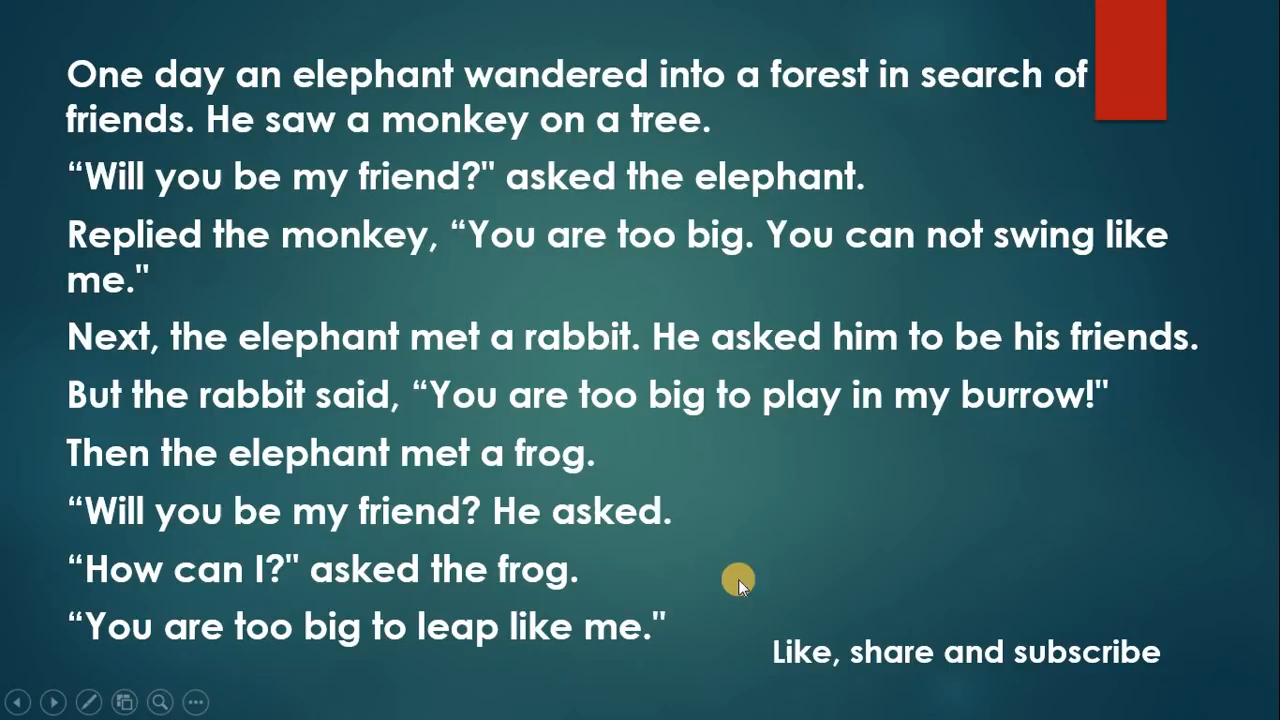 One day an elephant wandered into a forest in search of
friends. He saw a monkey on a tree.
“Will you be my friend?" asked the elephant.
Replied the monkey, “You are too big. You can not swing like
me."
Next, the elephant met a rabbit. He asked him to be his friends.
But the rabbit said, “You are too big to play in my burrow!"
Then the elephant met a frog.
“Will you be my friend? He asked.
“How can I?" asked the frog.
“You are too big to leap like me."
Like, share and subscribe